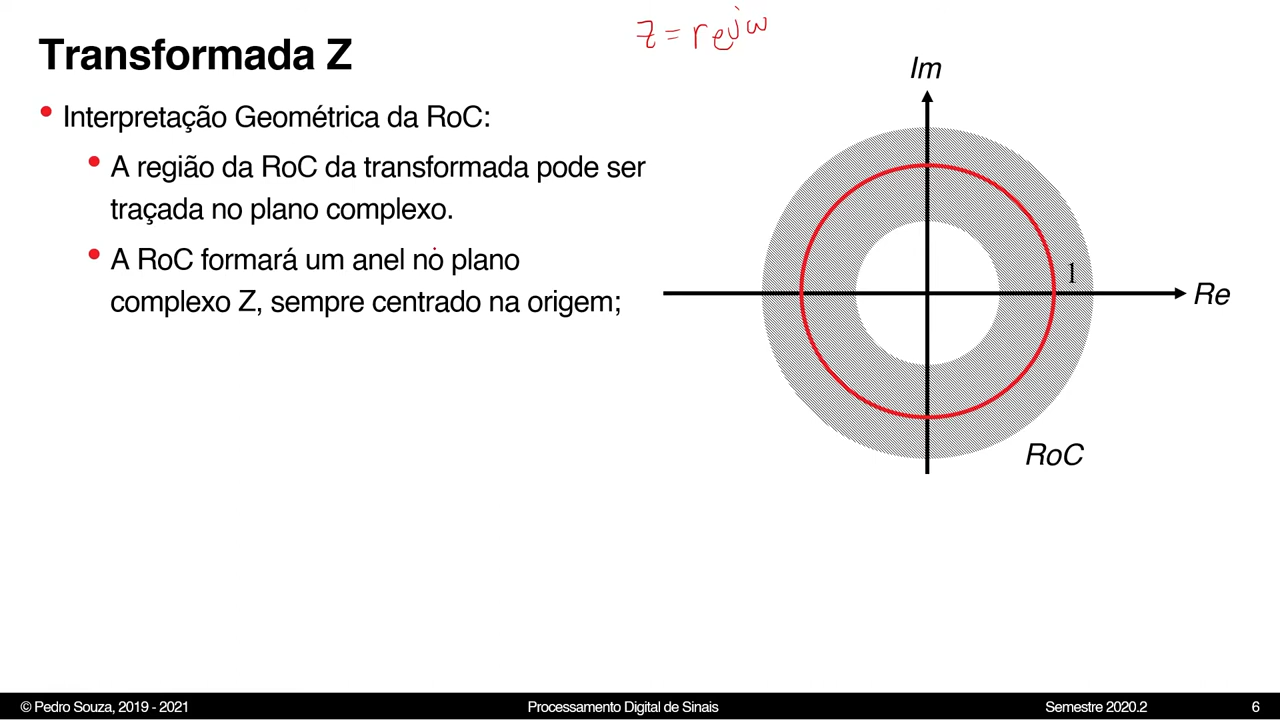 Transformada Z
z = re^jω
• Interpretação Geométrica da RoC:
• A região da RoC da transformada pode ser
traçada no plano complexo.
• A RoC formará um anel no plano
complexo Z, sempre centrado na origem;
Im
1
Re
RoC
© Pedro Souza, 2019 - 2021
Processamento Digital de Sinais
Semestre 2020.2
6